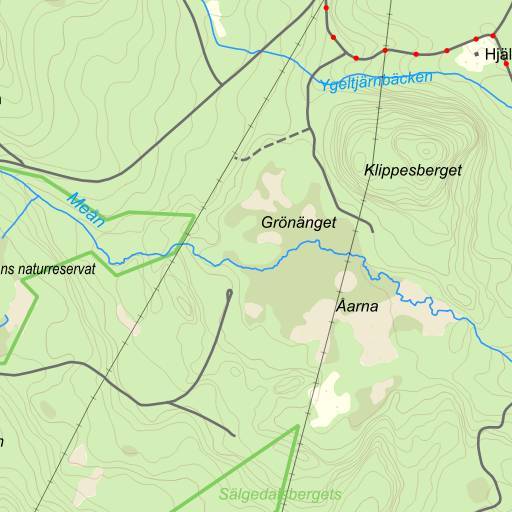 Hjäl
Ygeltjärnbäcken
Klippesberget
Meån
Grönänget
ns naturreservat
Åarna
n
Sälgedalsbergets